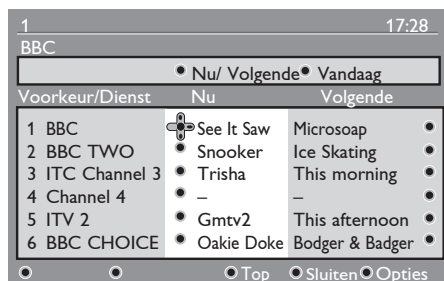 1 17:28
BBC
Nu/ Volgende Vandaag
Voorkeur/Dienst Nu Volgende
1 BBC See It Saw Microsoap
2 BBC TWO Snooker Ice Skating
3 ITC Channel 3 Trisha This morning
4 Channel 4 – –
5 ITV 2 Gmtv2 This afternoon
6 BBC CHOICE Oakie Doke Bodger & Badger
Top Sluiten Opties